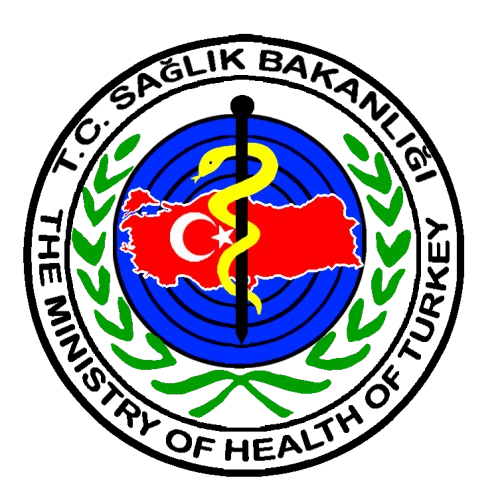 T.C. SAĞLIK BAKANLIĞI
THE MINISTRY OF HEALTH OF TURKEY